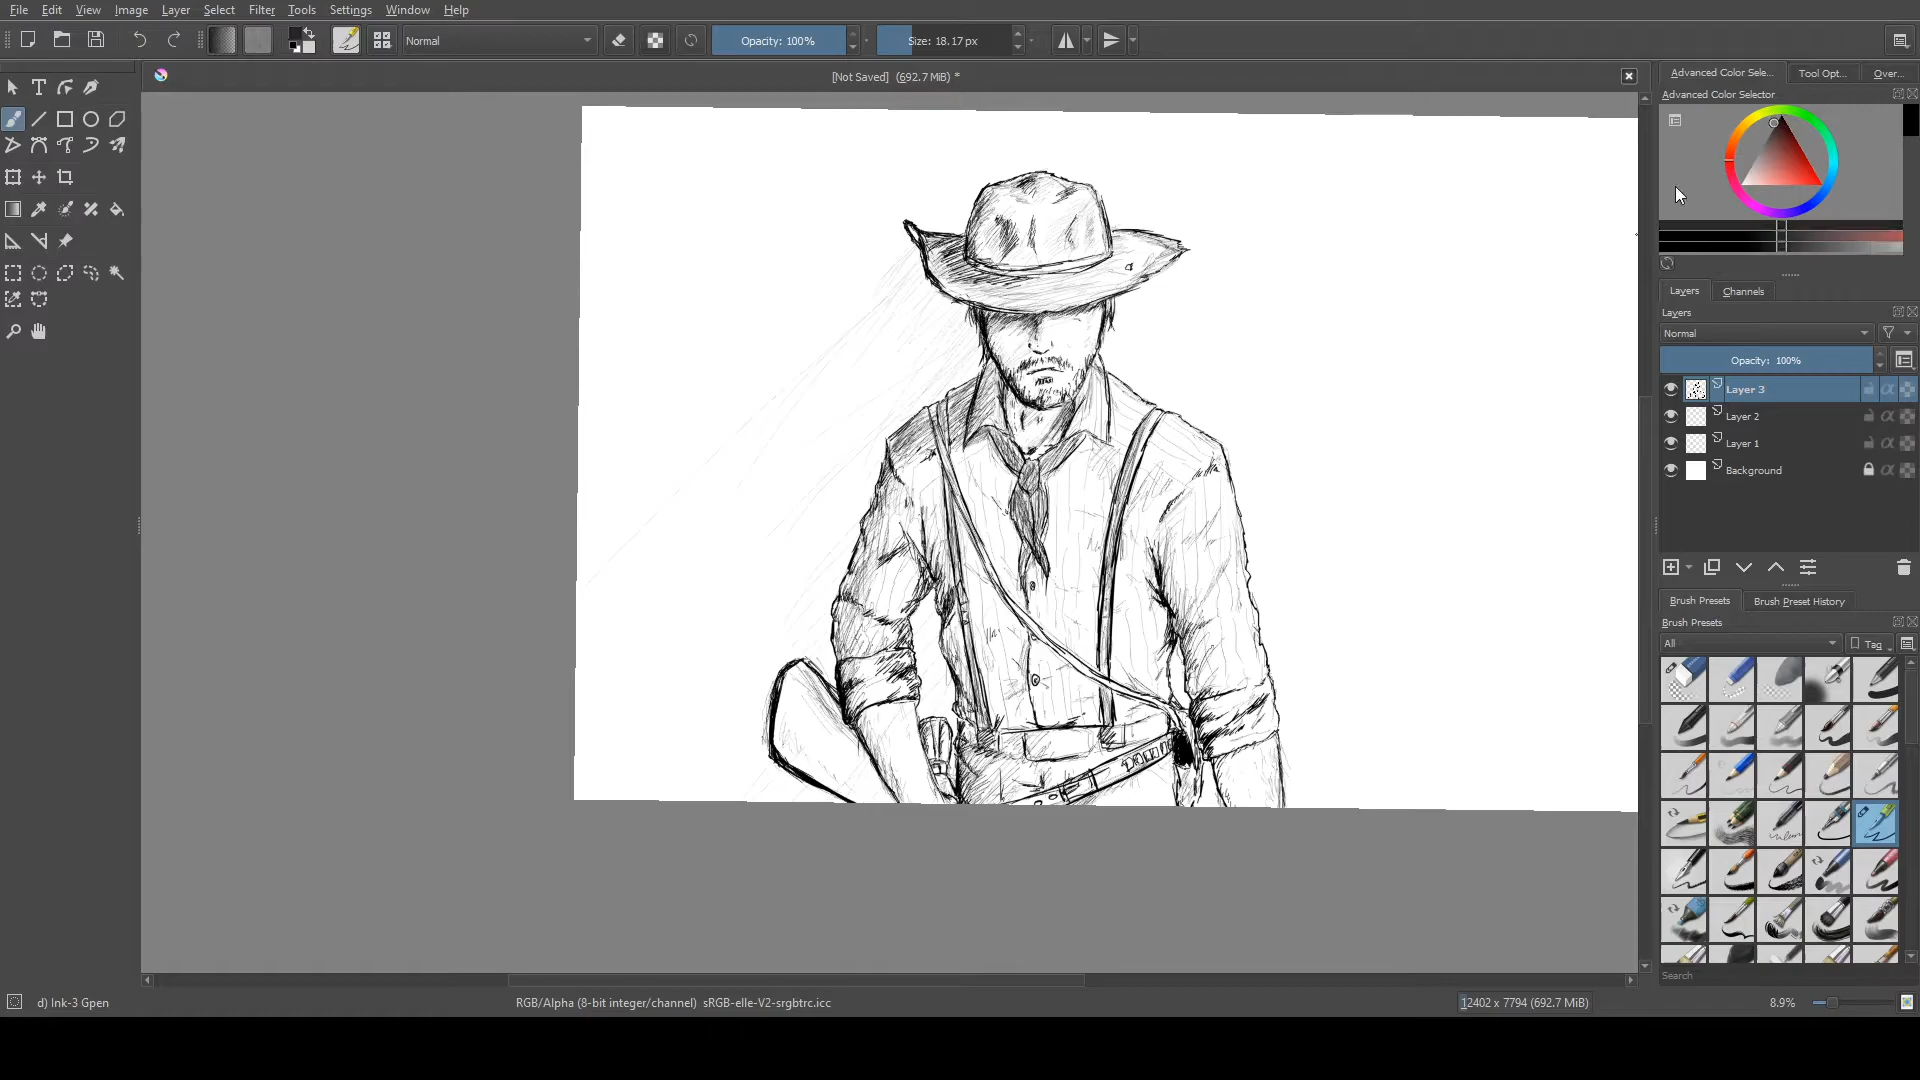 File Edit View Image Layer Select Filter Tools Settings Window Help
Normal
Opacity: 100%
Size: 18.17 px
[Not Saved] (692.7 MiB) *
Advanced Color Sele...
Tool Opt...
Over...
Advanced Color Selector
Layers
Channels
Layers
Normal
Opacity: 100%
Layer 3
Layer 2
Layer 1
Background
Brush Presets
Brush Preset History
Brush Presets
All
Tag
Search
d) Ink-3 Gpen
RGB/Alpha (8-bit integer/channel) sRGB-elle-V2-srgbtrc.icc
12402 x 7794 (692.7 MiB)
8.9%